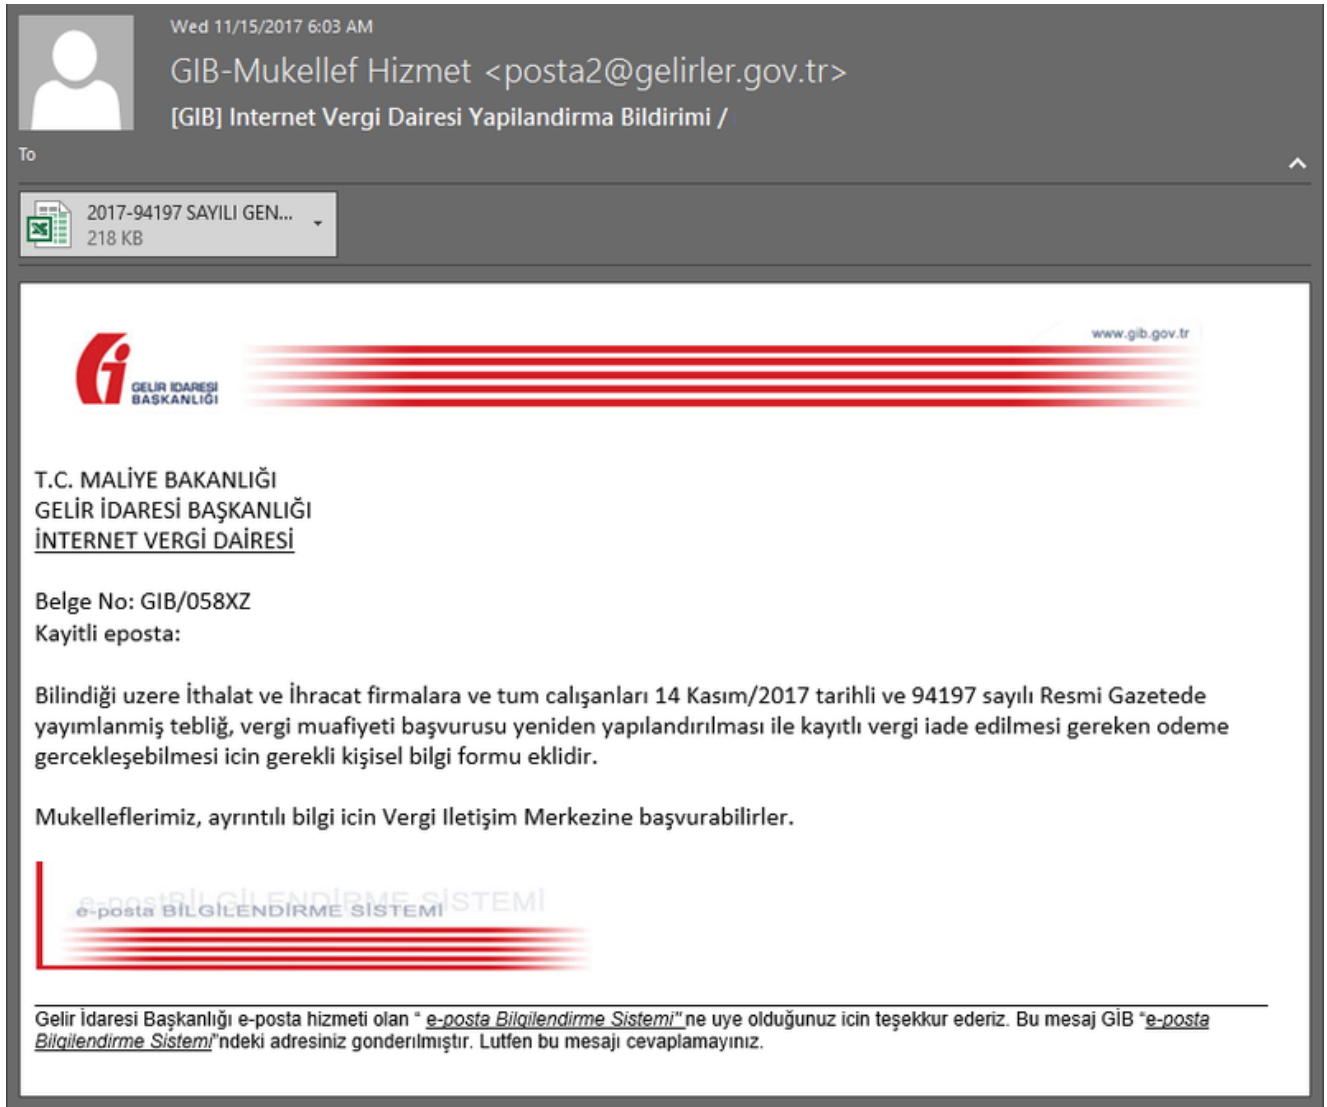 Wed 11/15/2017 6:03 AM
GIB-Mukellef Hizmet <posta2@gelirler.gov.tr>
[GIB] Internet Vergi Dairesi Yapilandirma Bildirimi /
To
2017-94197 SAYILI GEN...
218 KB
www.gib.gov.tr
GELIR IDARESI
BAŞKANLIĞI
T.C. MALİYE BAKANLIĞI
GELİR İDARESİ BAŞKANLIĞI
İNTERNET VERGİ DAİRESİ
Belge No: GIB/058XZ
Kayitli eposta:
Bilindiği uzere İthalat ve İhracat firmalara ve tum calışanları 14 Kasım/2017 tarihli ve 94197 sayılı Resmi Gazetede
yayımlanmiş tebliğ, vergi muafiyeti başvurusu yeniden yapılandırılması ile kayıtlı vergi iade edilmesi gereken odeme
gercekleşebilmesi icin gerekli kişisel bilgi formu eklidir.
Mukelleflerimiz, ayrıntılı bilgi icin Vergi Iletişim Merkezine başvurabilirler.
e-posta BİLGİLENDİRME SİSTEMİ
Gelir İdaresi Başkanlığı e-posta hizmeti olan " e-posta Bilgilendirme Sistemi" ne uye olduğunuz icin teşekkur ederiz. Bu mesaj GİB "e-posta
Bilgilendirme Sistemi"ndeki adresiniz gonderılmıştır. Lutfen bu mesajı cevaplamayınız.